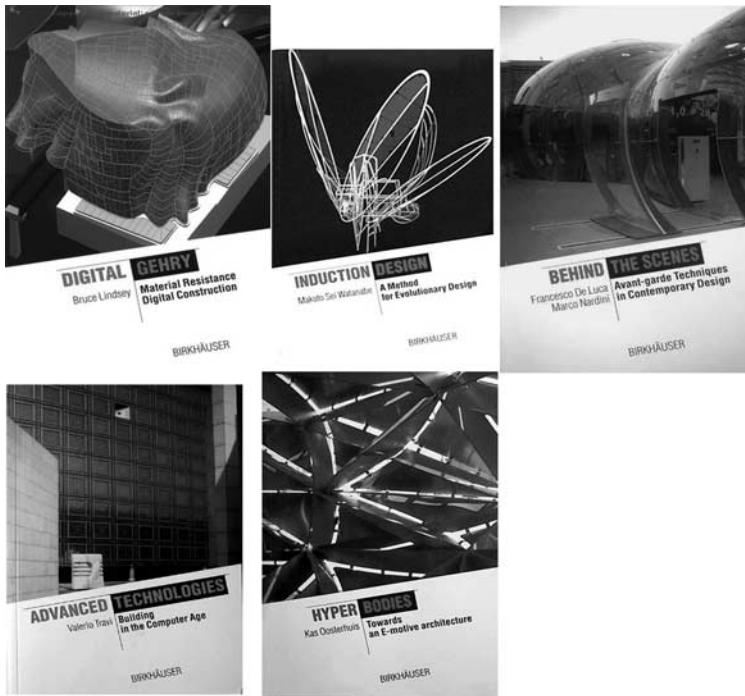 DIGITAL GEHRY
Bruce Lindsey
Material Resistance
Digital Construction
BIRKHÄUSER
INDUCTION DESIGN
Makoto Sei Watanabe
A Method
for Evolutionary Design
BIRKHÄUSER
BEHIND THE SCENES
Francesco De Luca
Marco Nardini
Avant-garde Techniques
in Contemporary Design
BIRKHÄUSER
ADVANCED TECHNOLOGIES
Valerio Travi
Building
in the Computer Age
BIRKHÄUSER
HYPER BODIES
Kas Oosterhuis
Towards
an E-motive architecture
BIRKHÄUSER